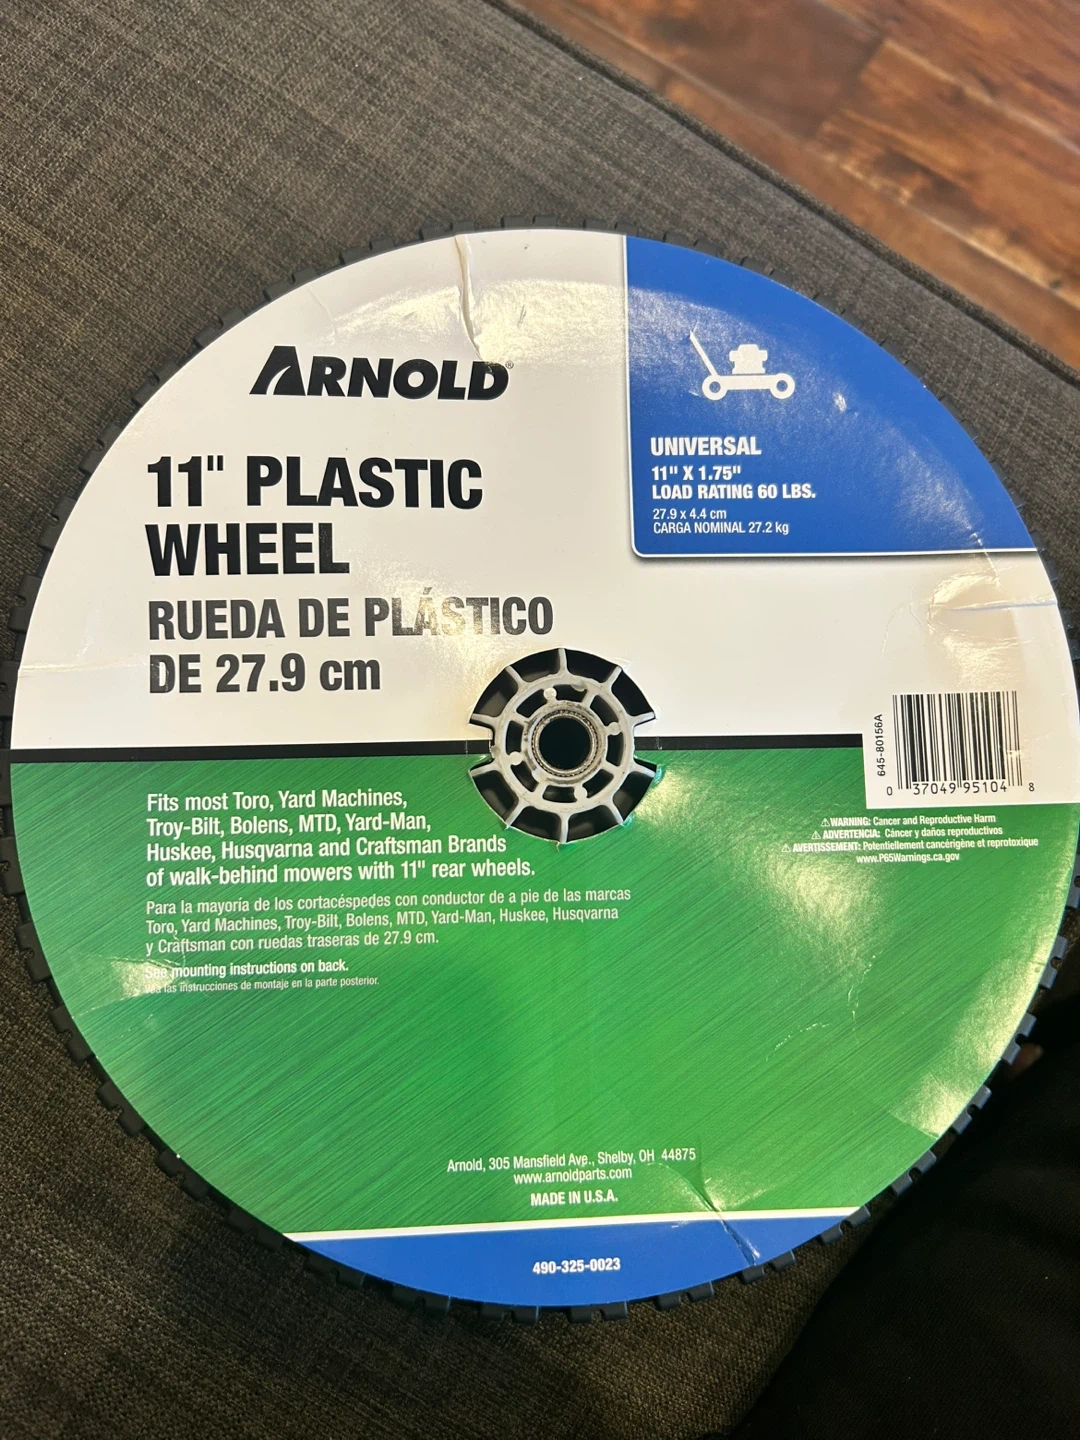 ARNOLD®
11" PLASTIC
WHEEL
RUEDA DE PLÁSTICO
DE 27.9 cm
UNIVERSAL
11" X 1.75"
LOAD RATING 60 LBS.
27.9 x 4.4 cm
CARGA NOMINAL 27.2 kg
645-80156A
0 37049 95104 8
⚠WARNING: Cancer and Reproductive Harm
⚠ ADVERTENCIA: Cáncer y daños reproductivos
⚠ AVERTISSEMENT: Potentiellement cancérigène et reprotoxique
www.P65Warnings.ca.gov
Fits most Toro, Yard Machines,
Troy-Bilt, Bolens, MTD, Yard-Man,
Huskee, Husqvarna and Craftsman Brands
of walk-behind mowers with 11" rear wheels.
Para la mayoría de los cortacéspedes con conductor de a pie de las marcas
Toro, Yard Machines, Troy-Bilt, Bolens, MTD, Yard-Man, Huskee, Husqvarna
y Craftsman con ruedas traseras de 27.9 cm.
See mounting instructions on back.
Vea las instrucciones de montaje en la parte posterior.
Arnold, 305 Mansfield Ave., Shelby, OH 44875
www.arnoldparts.com
MADE IN U.S.A.
490-325-0023